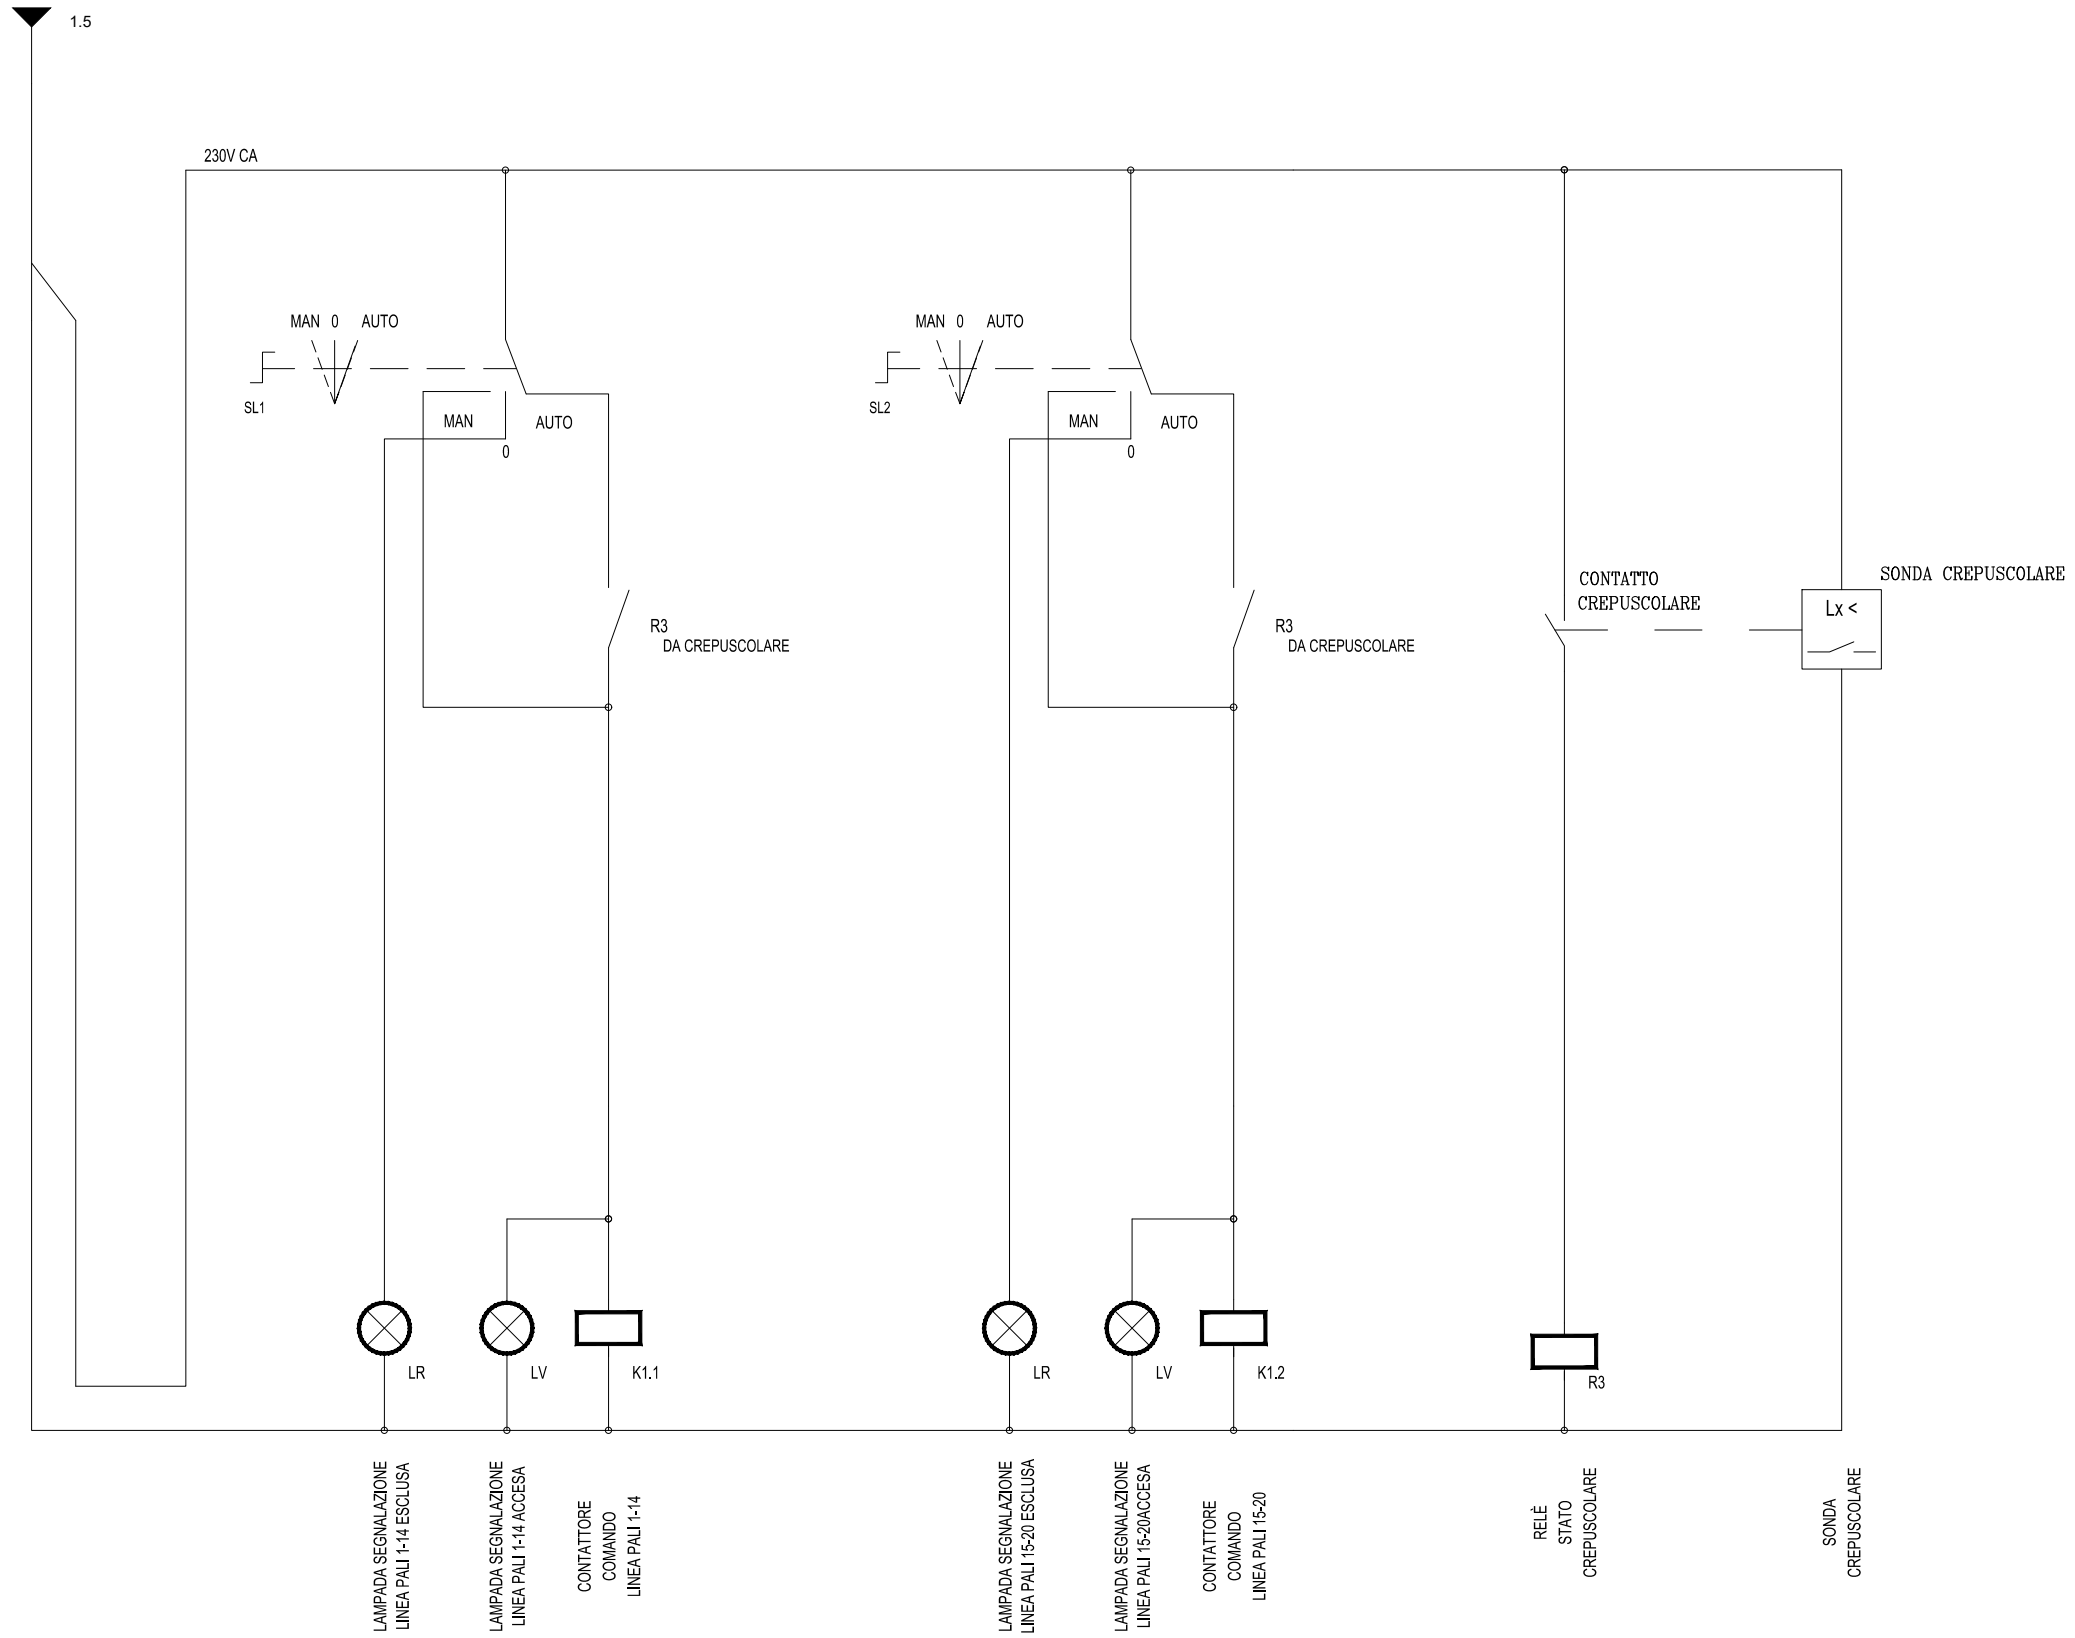 1.5
230V CA
MAN 0 AUTO
SL1
MAN
AUTO
0
R3
DA CREPUSCOLARE
MAN 0 AUTO
SL2
MAN
AUTO
0
R3
DA CREPUSCOLARE
CONTATTO
CREPUSCOLARE
SONDA CREPUSCOLARE
Lx <
LR
LV
K1.1
LR
LV
K1.2
R3
LAMPADA SEGNALAZIONE
LINEA PALI 1-14 ESCLUSA
LAMPADA SEGNALAZIONE
LINEA PALI 1-14 ACCESA
CONTATTORE
COMANDO
LINEA PALI 1-14
LAMPADA SEGNALAZIONE
LINEA PALI 15-20 ESCLUSA
LAMPADA SEGNALAZIONE
LINEA PALI 15-20ACCESA
CONTATTORE
COMANDO
LINEA PALI 15-20
RELÈ
STATO
CREPUSCOLARE
SONDA
CREPUSCOLARE